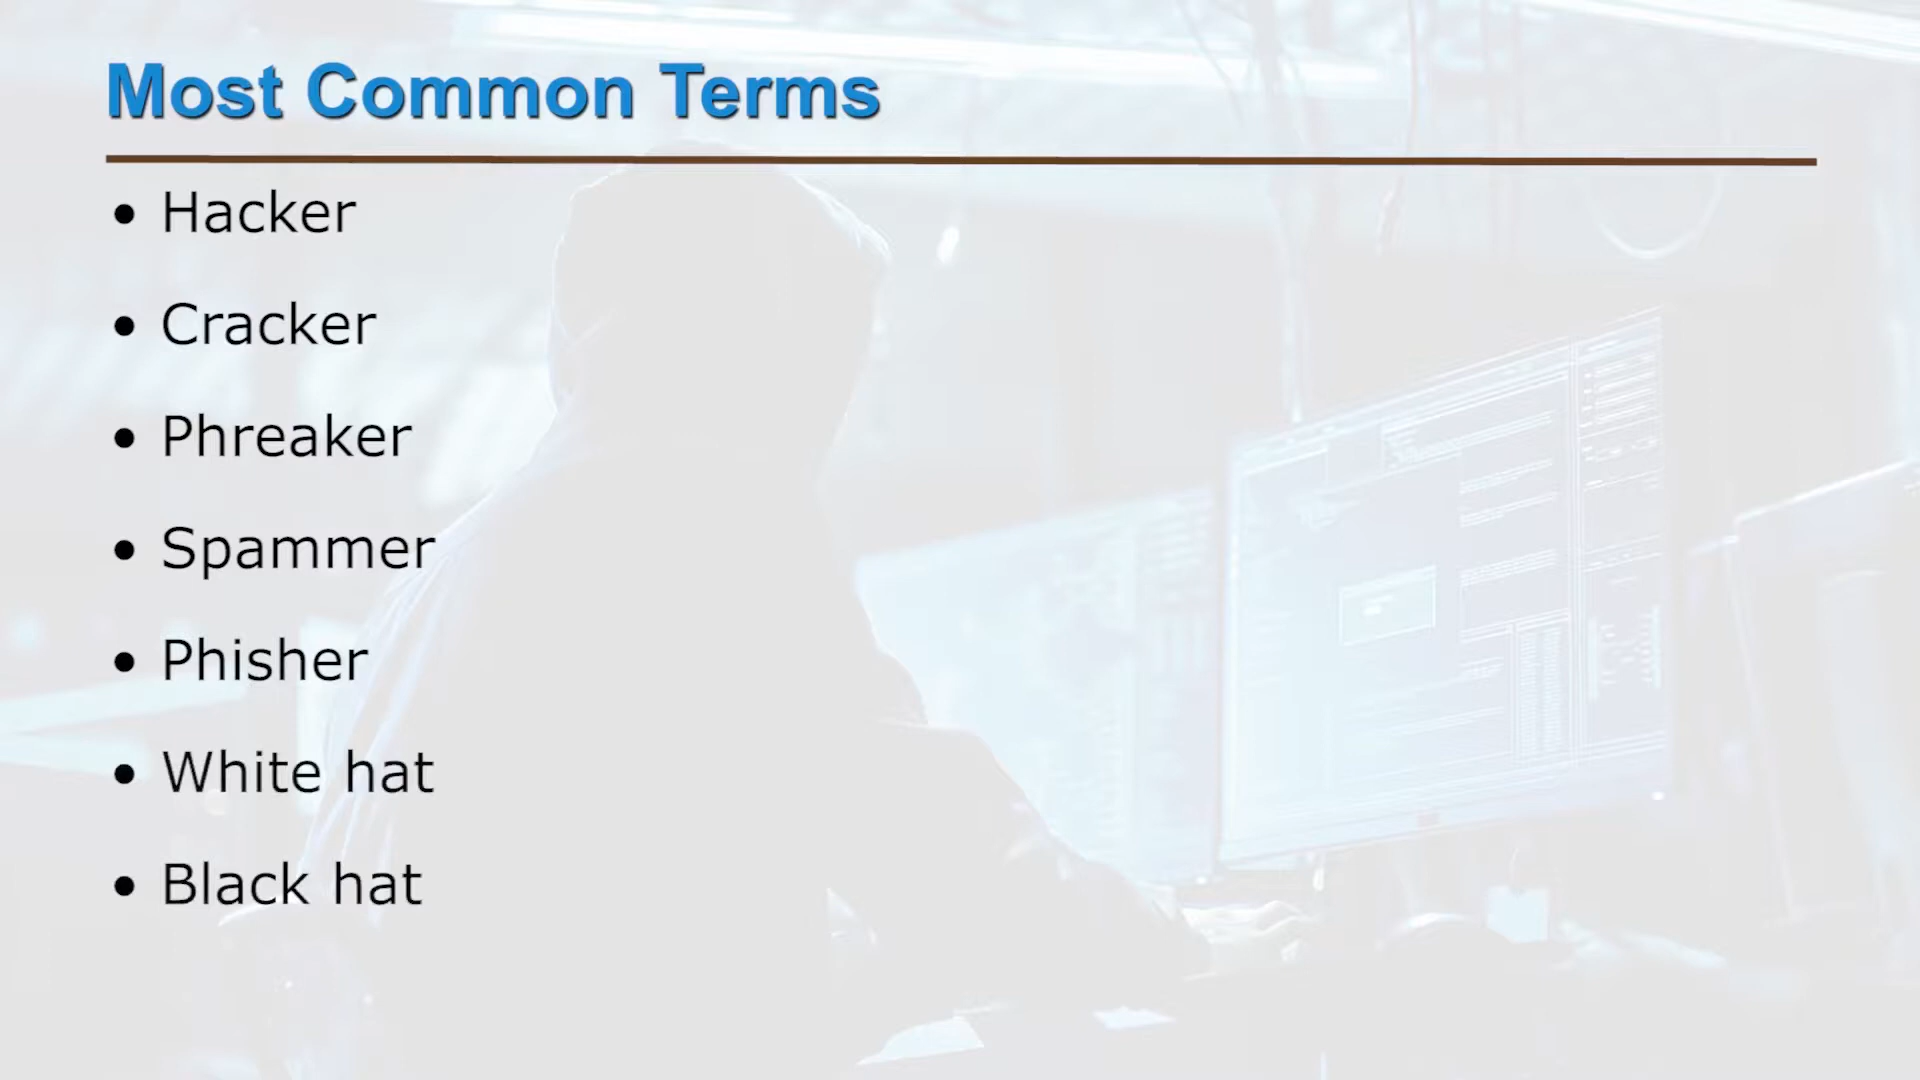 Most Common Terms
• Hacker
• Cracker
• Phreaker
• Spammer
• Phisher
• White hat
• Black hat